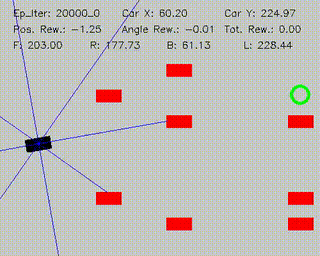 Ep_Iter: 20000_0 Car X: 60.20 Car Y: 224.97
Pos. Rew.: -1.25 Angle Rew.: -0.01 Tot. Rew.: 0.00
F: 203.00 R: 177.73 B: 61.13 L: 228.44